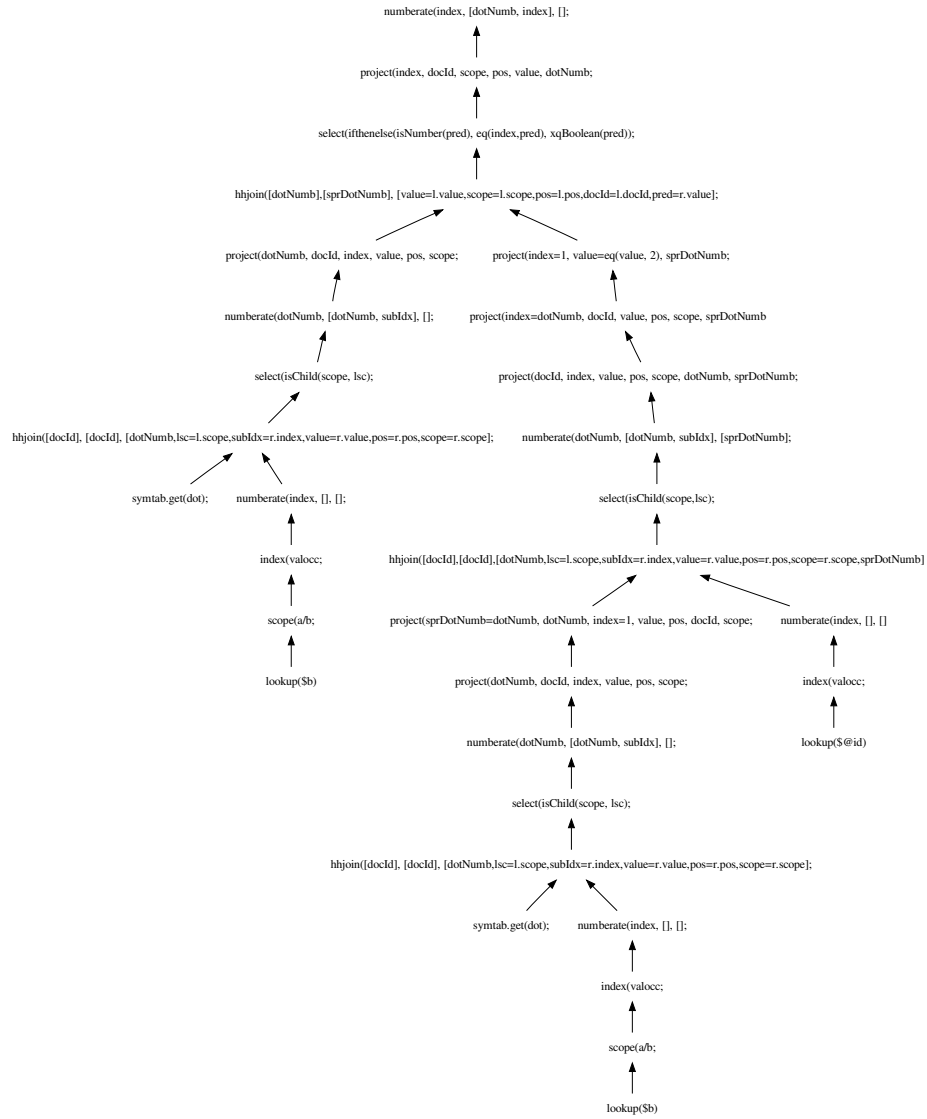 numberate(index, [dotNumb, index], [];
project(index, docId, scope, pos, value, dotNumb;
select(ifthenelse(isNumber(pred), eq(index,pred), xqBoolean(pred));
hhjoin([dotNumb],[sprDotNumb], [value=l.value,scope=l.scope,pos=l.pos,docId=l.docId,pred=r.value];
project(dotNumb, docId, index, value, pos, scope;
project(index=1, value=eq(value, 2), sprDotNumb;
numberate(dotNumb, [dotNumb, subIdx], [];
project(index=dotNumb, docId, value, pos, scope, sprDotNumb
select(isChild(scope, lsc);
project(docId, index, value, pos, scope, dotNumb, sprDotNumb;
hhjoin([docId], [docId], [dotNumb,lsc=l.scope,subIdx=r.index,value=r.value,pos=r.pos,scope=r.scope];
numberate(dotNumb, [dotNumb, subIdx], [sprDotNumb];
symtab.get(dot);
numberate(index, [], [];
select(isChild(scope,lsc);
index(valocc;
hhjoin([docId],[docId],[dotNumb,lsc=l.scope,subIdx=r.index,value=r.value,pos=r.pos,scope=r.scope,sprDotNumb]
scope(a/b;
project(sprDotNumb=dotNumb, dotNumb, index=1, value, pos, docId, scope;
numberate(index, [], []
lookup($b)
project(dotNumb, docId, index, value, pos, scope;
index(valocc;
numberate(dotNumb, [dotNumb, subIdx], [];
lookup($@id)
select(isChild(scope, lsc);
hhjoin([docId], [docId], [dotNumb,lsc=l.scope,subIdx=r.index,value=r.value,pos=r.pos,scope=r.scope];
symtab.get(dot);
numberate(index, [], [];
index(valocc;
scope(a/b;
lookup($b)